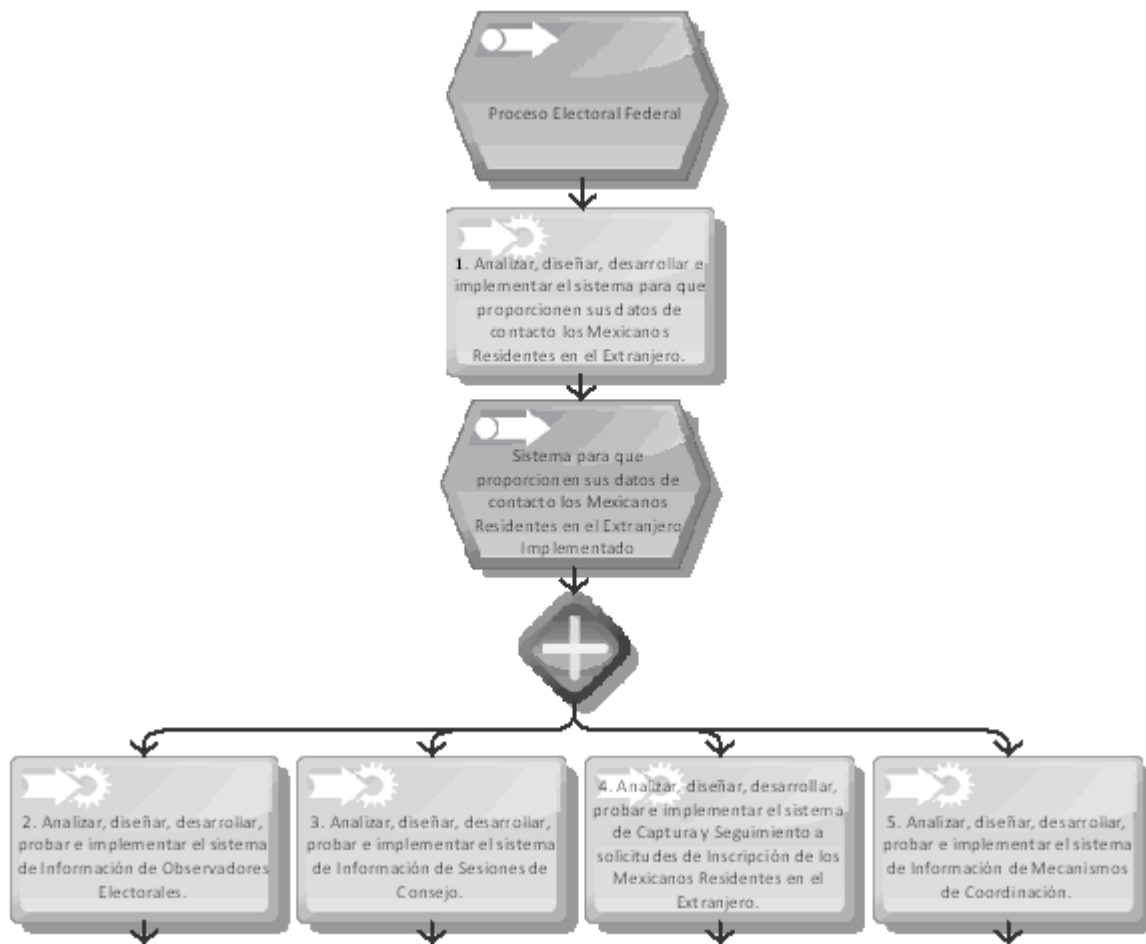 Proceso Electoral Federal
1. Analizar, diseñar, desarrollar e
implementar el sistema para que
proporcionen sus datos de
contacto los Mexicanos
Residentes en el Extranjero.
Sistema para que
proporcionen sus datos de
contacto los Mexicanos
Residentes en el Extranjero
Implementado
2. Analizar, diseñar, desarrollar,
probar e implementar el sistema
de Información de Observadores
Electorales.
3. Analizar, diseñar, desarrollar,
probar e implementar el sistema
de Información de Sesiones de
Consejo.
4. Analizar, diseñar, desarrollar,
probar e implementar el sistema
de Captura y Seguimiento a
solicitudes de Inscripción de los
Mexicanos Residentes en el
Extranjero.
5. Analizar, diseñar, desarrollar,
probar e implementar el sistema
de Información de Mecanismos
de Coordinación.